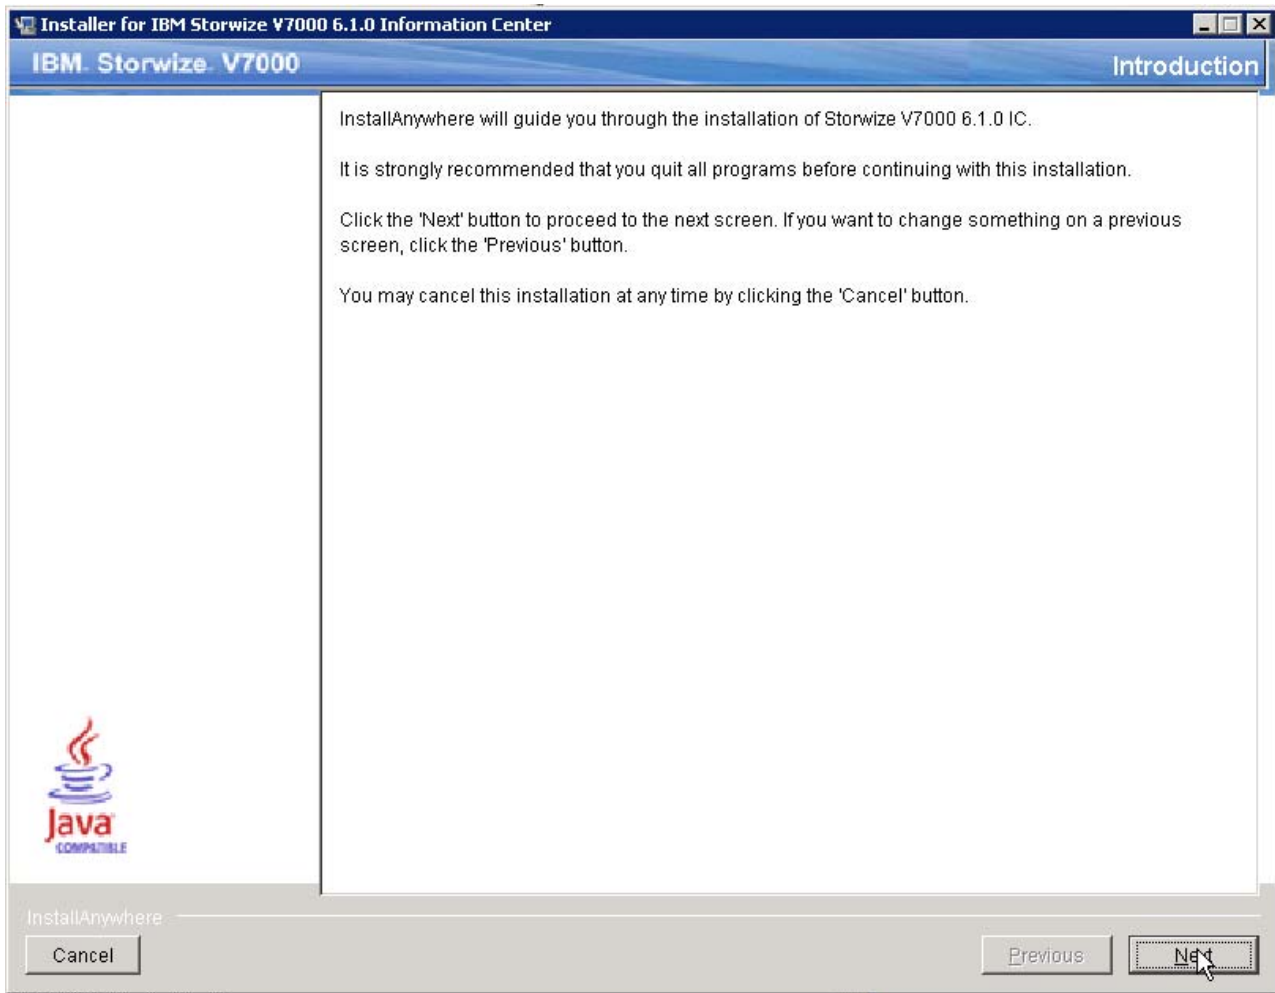 Installer for IBM Storwize V7000 6.1.0 Information Center
IBM Storwize V7000
Introduction
InstallAnywhere will guide you through the installation of Storwize V7000 6.1.0 IC.
It is strongly recommended that you quit all programs before continuing with this installation.
Click the 'Next' button to proceed to the next screen. If you want to change something on a previous
screen, click the 'Previous' button.
You may cancel this installation at any time by clicking the 'Cancel' button.
Java
COMPATIBLE
InstallAnywhere
Cancel
Previous
Next